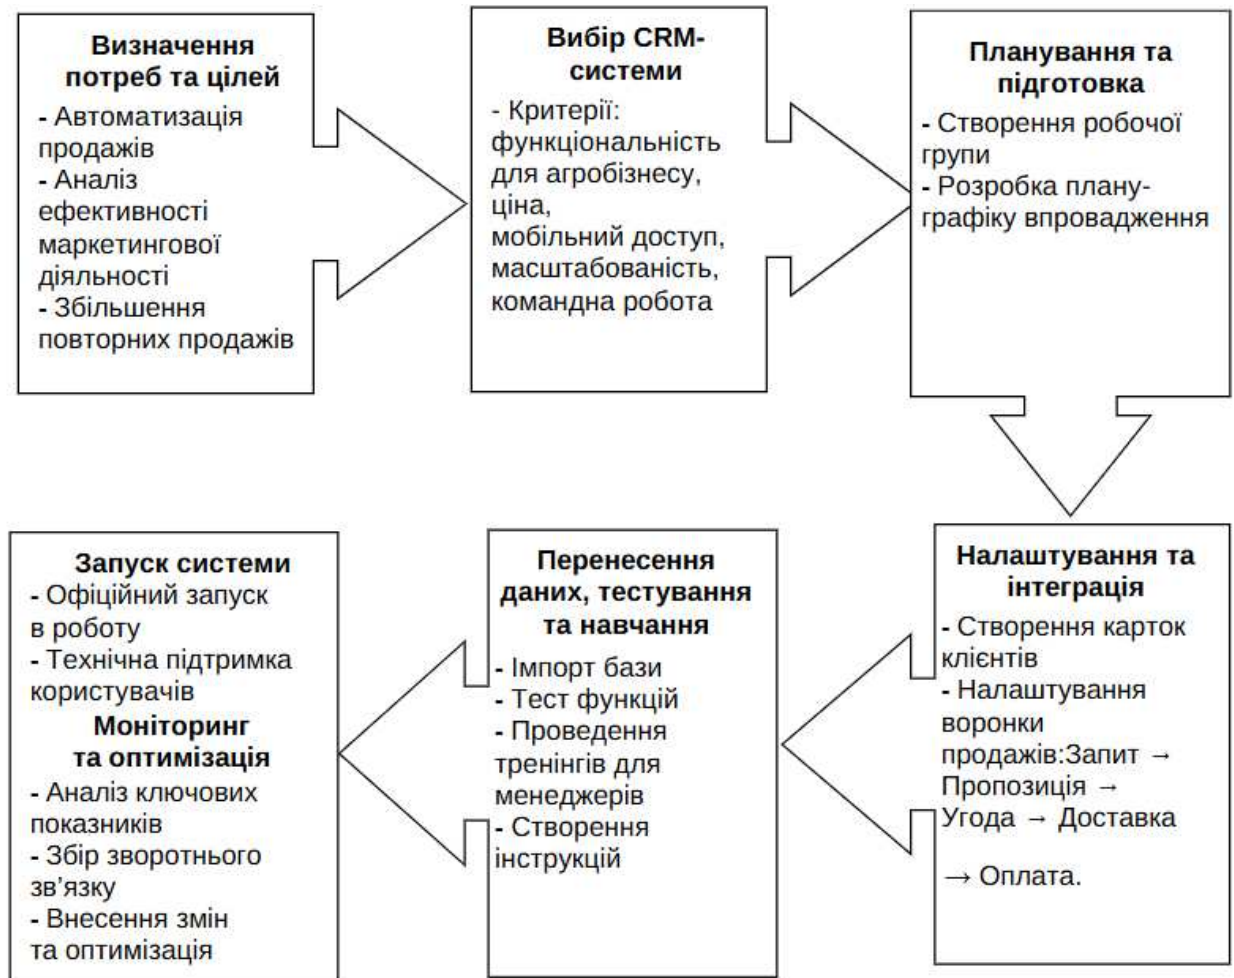 Визначення
потреб та цілей
- Автоматизація
продажів
- Аналіз
ефективності
маркетингової
діяльності
- Збільшення
повторних продажів
Вибір CRM-
системи
- Критерії:
функціональність
для агробізнесу,
ціна,
мобільний доступ,
масштабованість,
командна робота
Планування та
підготовка
- Створення робочої
групи
- Розробка плану-
графіку впровадження
Налаштування та
інтеграція
- Створення карток
клієнтів
- Налаштування
воронки
продажів:Запит →
Пропозиція →
Угода → Доставка
→ Оплата.
Перенесення
даних, тестування
та навчання
- Імпорт бази
- Тест функцій
- Проведення
тренінгів для
менеджерів
- Створення
інструкцій
Запуск системи
- Офіційний запуск
в роботу
- Технічна підтримка
користувачів
Моніторинг
та оптимізація
- Аналіз ключових
показників
- Збір зворотнього
зв’язку
- Внесення змін
та оптимізація